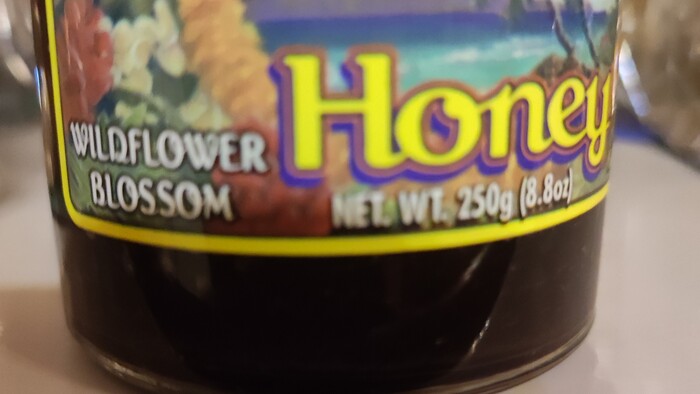 WILDFLOWER
BLOSSOM
Honey
NET. WT. 250g (8.8oz)